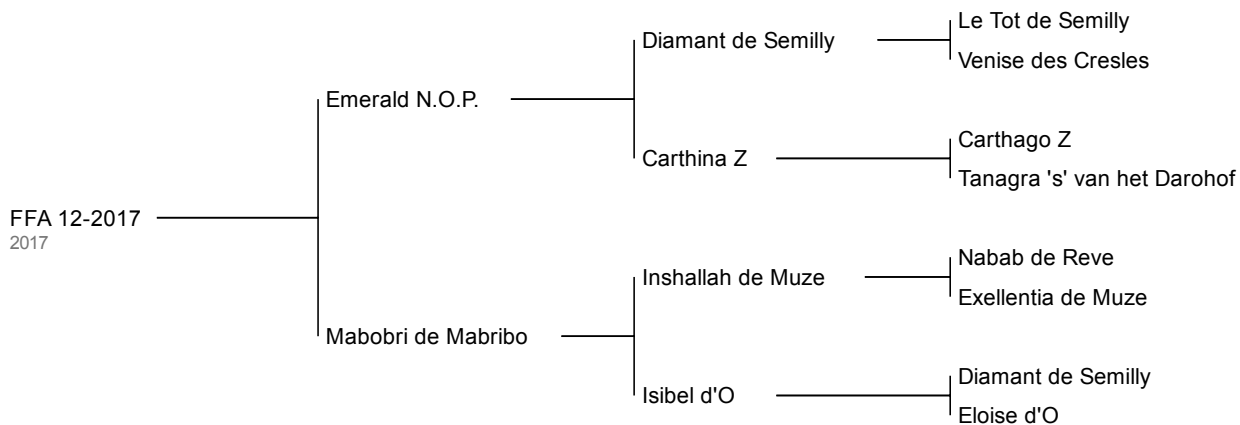 FFA 12-2017
2017
Emerald N.O.P.
Mabobri de Mabribo
Diamant de Semilly
Carthina Z
Inshallah de Muze
Isibel d'O
Le Tot de Semilly
Venise des Cresles
Carthago Z
Tanagra 's' van het Darohof
Nabab de Reve
Exellentia de Muze
Diamant de Semilly
Eloise d'O